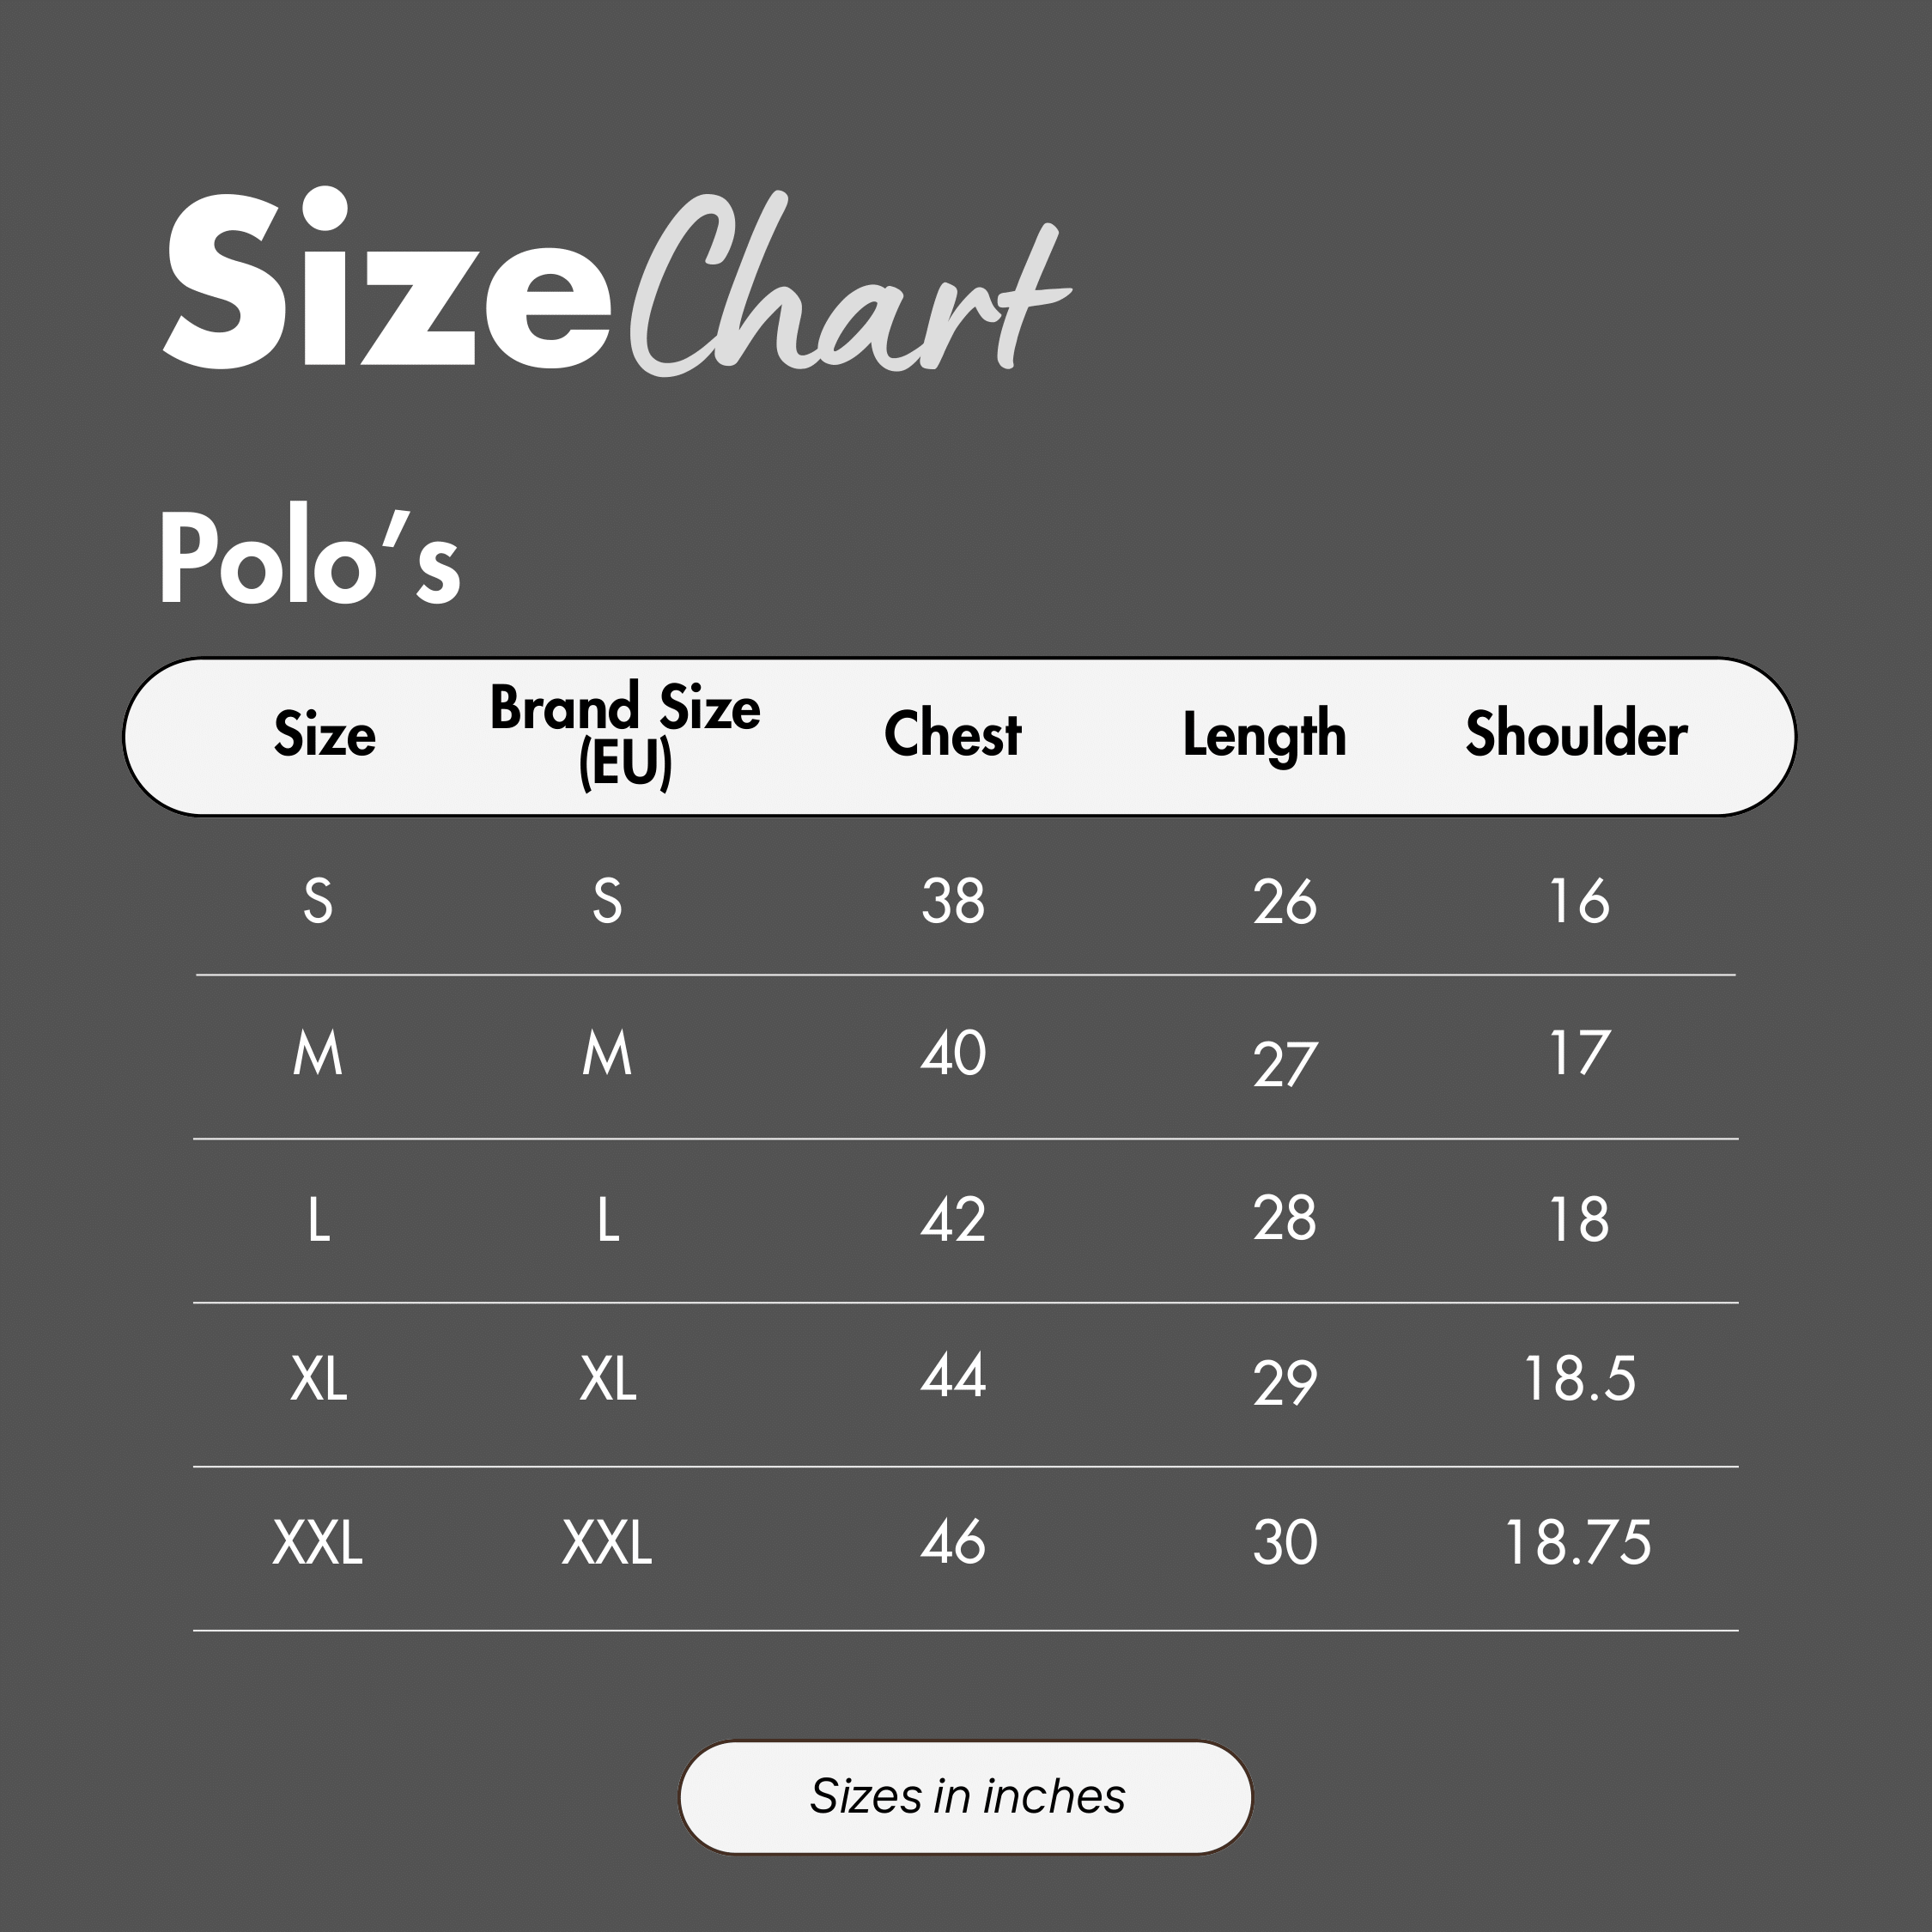 Size Chart
Polo’s
Size Brand Size (EU) Chest Length Shoulder
S S 38 26 16
M M 40 27 17
L L 42 28 18
XL XL 44 29 18.5
XXL XXL 46 30 18.75
Sizes in inches